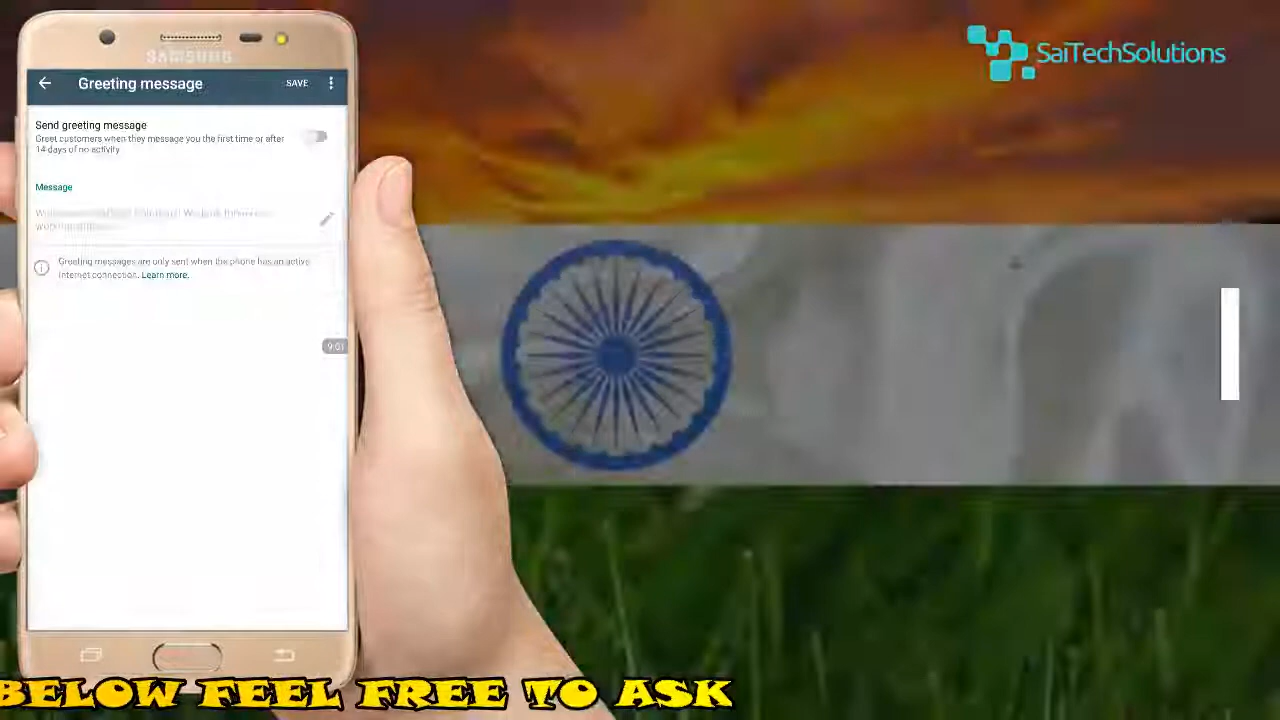 SaiTechSolutions
SAMSUNG
Greeting message
SAVE
Send greeting message
Greet customers when they message you the first time or after
14 days of no activity
Message
Greeting messages are only sent when the phone has an active
Internet connection. Learn more.
9:01
BELOW FEEL FREE TO ASK